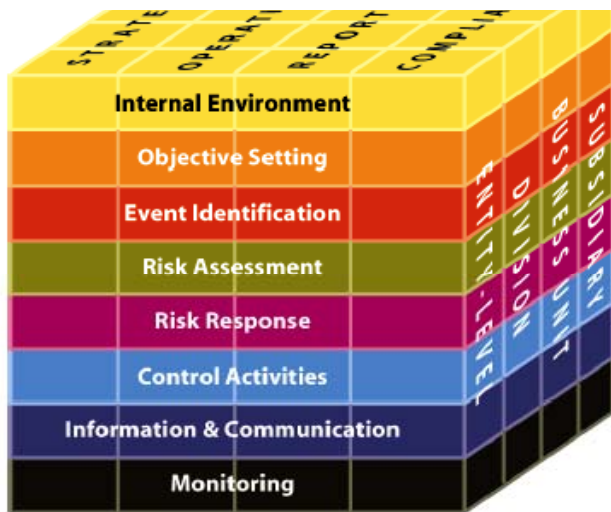 STRATE
OPERATI
REPORT
COMPLIA
Internal Environment
Objective Setting
Event Identification
Risk Assessment
Risk Response
Control Activities
Information & Communication
Monitoring
ENTITY-LEVEL
DIVISION
BUSINESS UNIT
SUBSIDIARY